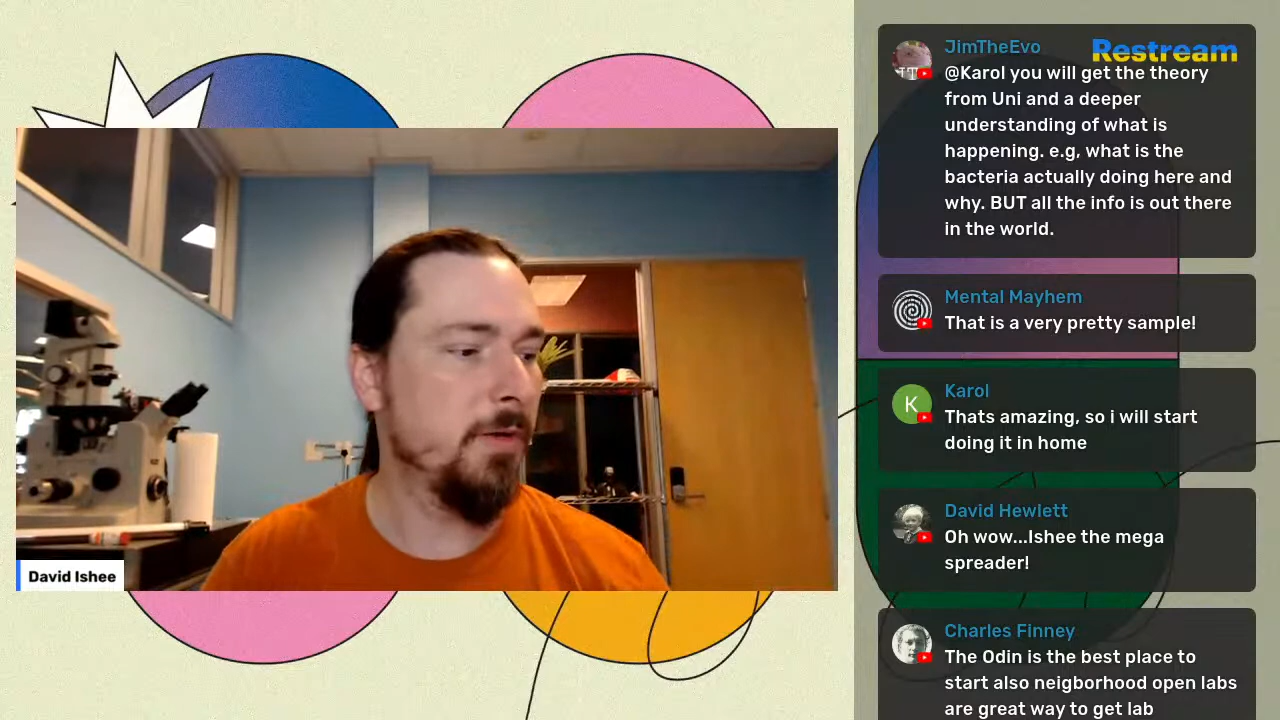 JimTheEvo
Restream
@Karol you will get the theory
from Uni and a deeper
understanding of what is
happening. e.g, what is the
bacteria actually doing here and
why. BUT all the info is out there
in the world.
Mental Mayhem
That is a very pretty sample!
K
Karol
Thats amazing, so i will start
doing it in home
David Hewlett
Oh wow...Ishee the mega
spreader!
Charles Finney
The Odin is the best place to
start also neigborhood open labs
are great way to get lab
David Ishee